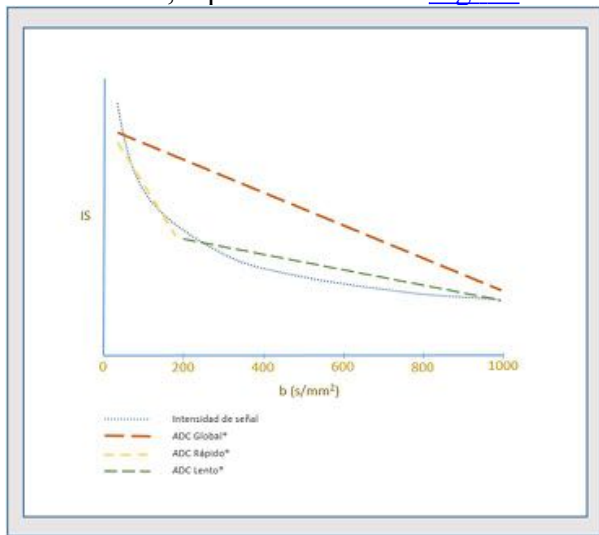 IS
0 200 400 600 800 1000
b (s/mm²)
Intensidad de señal
ADC Global*
ADC Rápido*
ADC Lento*